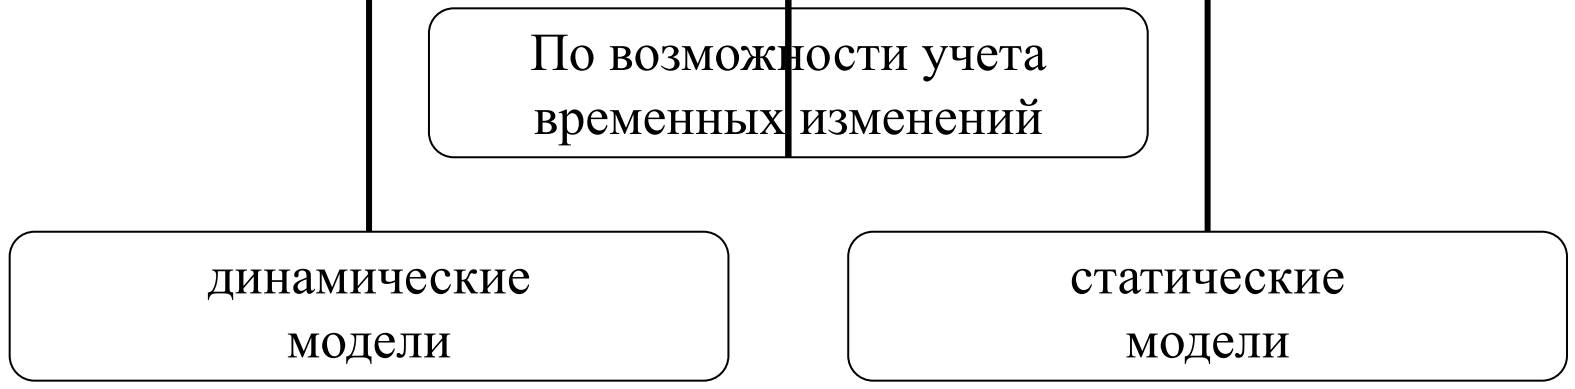 По возможности учета
временных изменений
динамические
модели
статические
модели